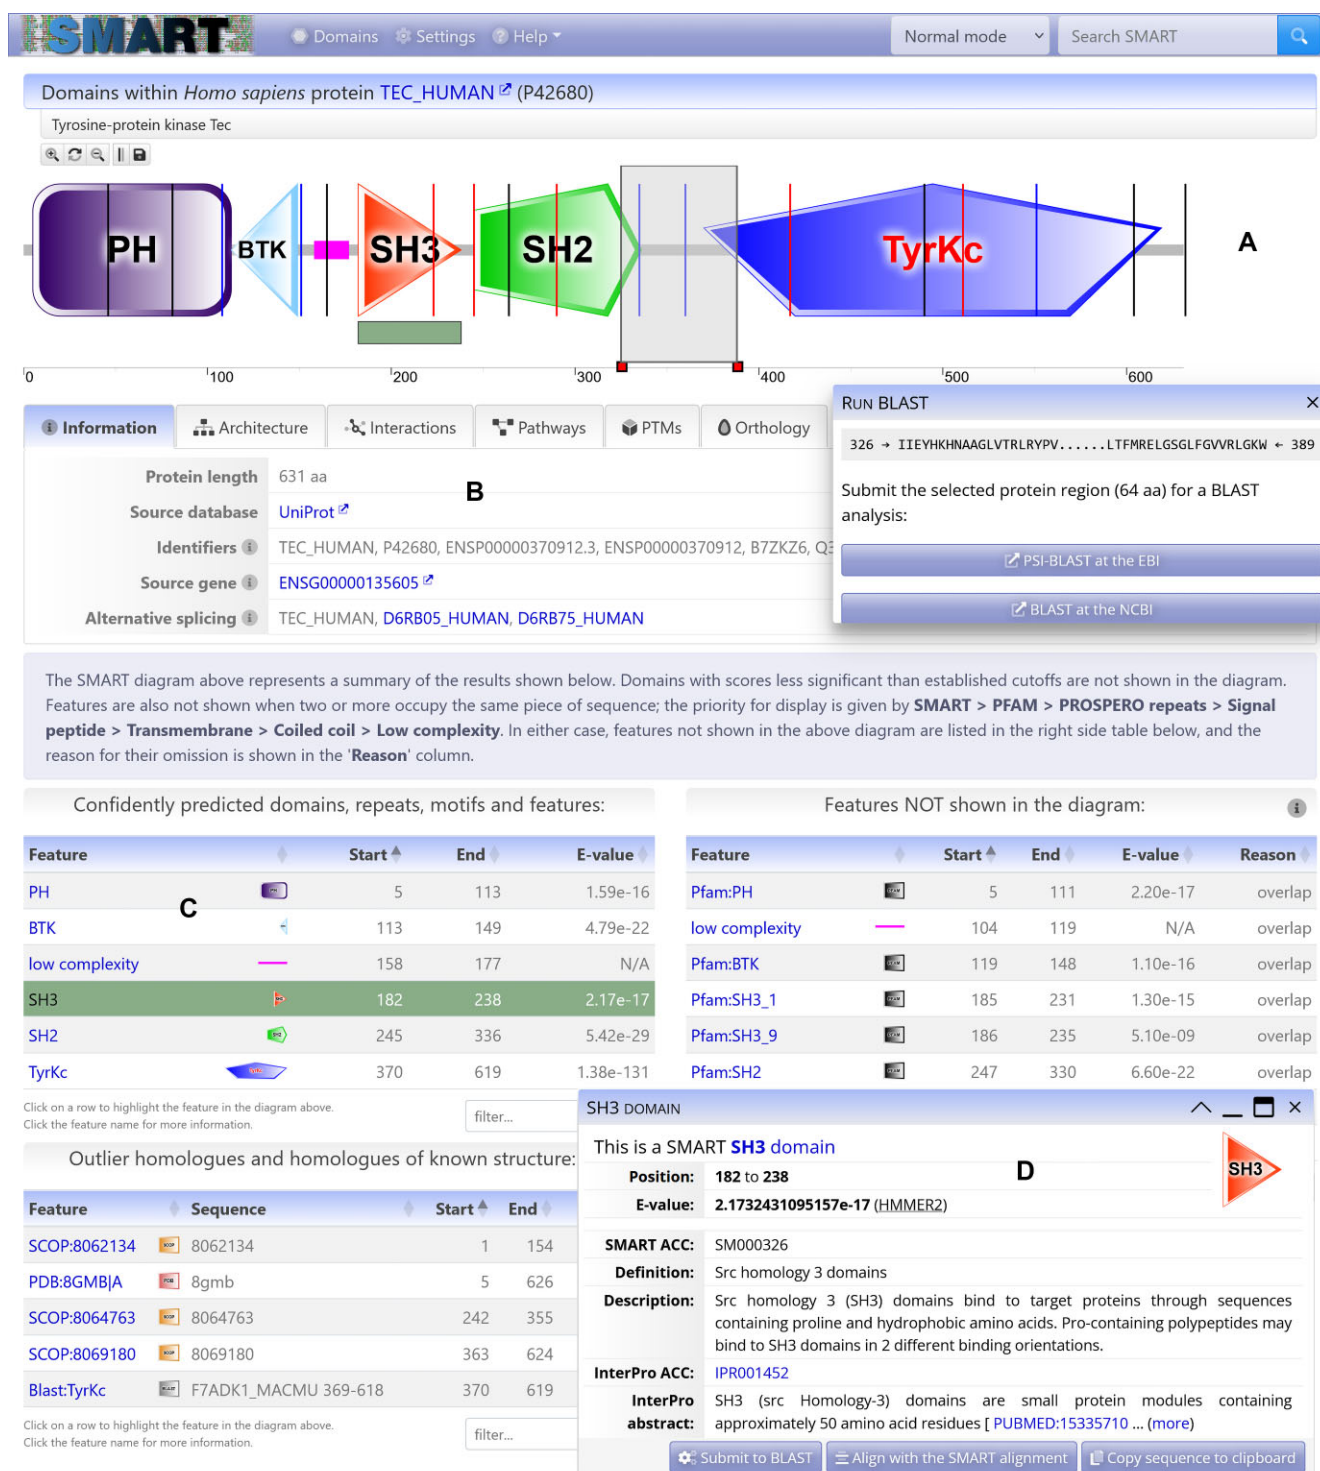 SMART Domains Settings Help Normal mode Search SMART
Domains within Homo sapiens protein TEC_HUMAN (P42680)
Tyrosine-protein kinase Tec
PH BTK SH3 SH2 TyrKc A
0 100 200 300 400 500 600
Information Architecture Interactions Pathways PTMs Orthology
Protein length 631 aa
B
Source database UniProt
Identifiers TEC_HUMAN, P42680, ENSP00000370912.3, ENSP00000370912, B7ZKZ6, Q3
Source gene ENSG00000135605
Alternative splicing TEC_HUMAN, D6RB05_HUMAN, D6RB75_HUMAN
RUN BLAST ×
326 → IIEYHKHNAAGLVTRLRYPV......LTFMRELGSGLFGVVRLGKW ← 389
Submit the selected protein region (64 aa) for a BLAST
analysis:
PSI-BLAST at the EBI
BLAST at the NCBI
The SMART diagram above represents a summary of the results shown below. Domains with scores less significant than established cutoffs are not shown in the diagram.
Features are also not shown when two or more occupy the same piece of sequence; the priority for display is given by SMART > PFAM > PROSPERO repeats > Signal
peptide > Transmembrane > Coiled coil > Low complexity. In either case, features not shown in the above diagram are listed in the right side table below, and the
reason for their omission is shown in the 'Reason' column.
Confidently predicted domains, repeats, motifs and features:
Feature Start End E-value
PH 5 113 1.59e-16
C
BTK 113 149 4.79e-22
low complexity 158 177 N/A
SH3 182 238 2.17e-17
SH2 245 336 5.42e-29
TyrKc 370 619 1.38e-131
Click on a row to highlight the feature in the diagram above.
Click the feature name for more information.
filter...
Features NOT shown in the diagram:
Feature Start End E-value Reason
Pfam:PH 5 111 2.20e-17 overlap
low complexity 104 119 N/A overlap
Pfam:BTK 119 148 1.10e-16 overlap
Pfam:SH3_1 185 231 1.30e-15 overlap
Pfam:SH3_9 186 235 5.10e-09 overlap
Pfam:SH2 247 330 6.60e-22 overlap
Outlier homologues and homologues of known structure:
Feature Sequence Start End
SCOP:8062134 8062134 1 154
PDB:8GMB|A 8gmb 5 626
SCOP:8064763 8064763 242 355
SCOP:8069180 8069180 363 624
Blast:TyrKc F7ADK1_MACMU 369-618 370 619
Click on a row to highlight the feature in the diagram above.
Click the feature name for more information.
filter...
SH3 DOMAIN ×
This is a SMART SH3 domain
SH3
D
Position: 182 to 238
E-value: 2.1732431095157e-17 (HMMER2)
SMART ACC: SM000326
Definition: Src homology 3 domains
Description: Src homology 3 (SH3) domains bind to target proteins through sequences
containing proline and hydrophobic amino acids. Pro-containing polypeptides may
bind to SH3 domains in 2 different binding orientations.
InterPro ACC: IPR001452
InterPro abstract: SH3 (src Homology-3) domains are small protein modules containing
approximately 50 amino acid residues [ PUBMED:15335710 ... (more)
Submit to BLAST Align with the SMART alignment Copy sequence to clipboard